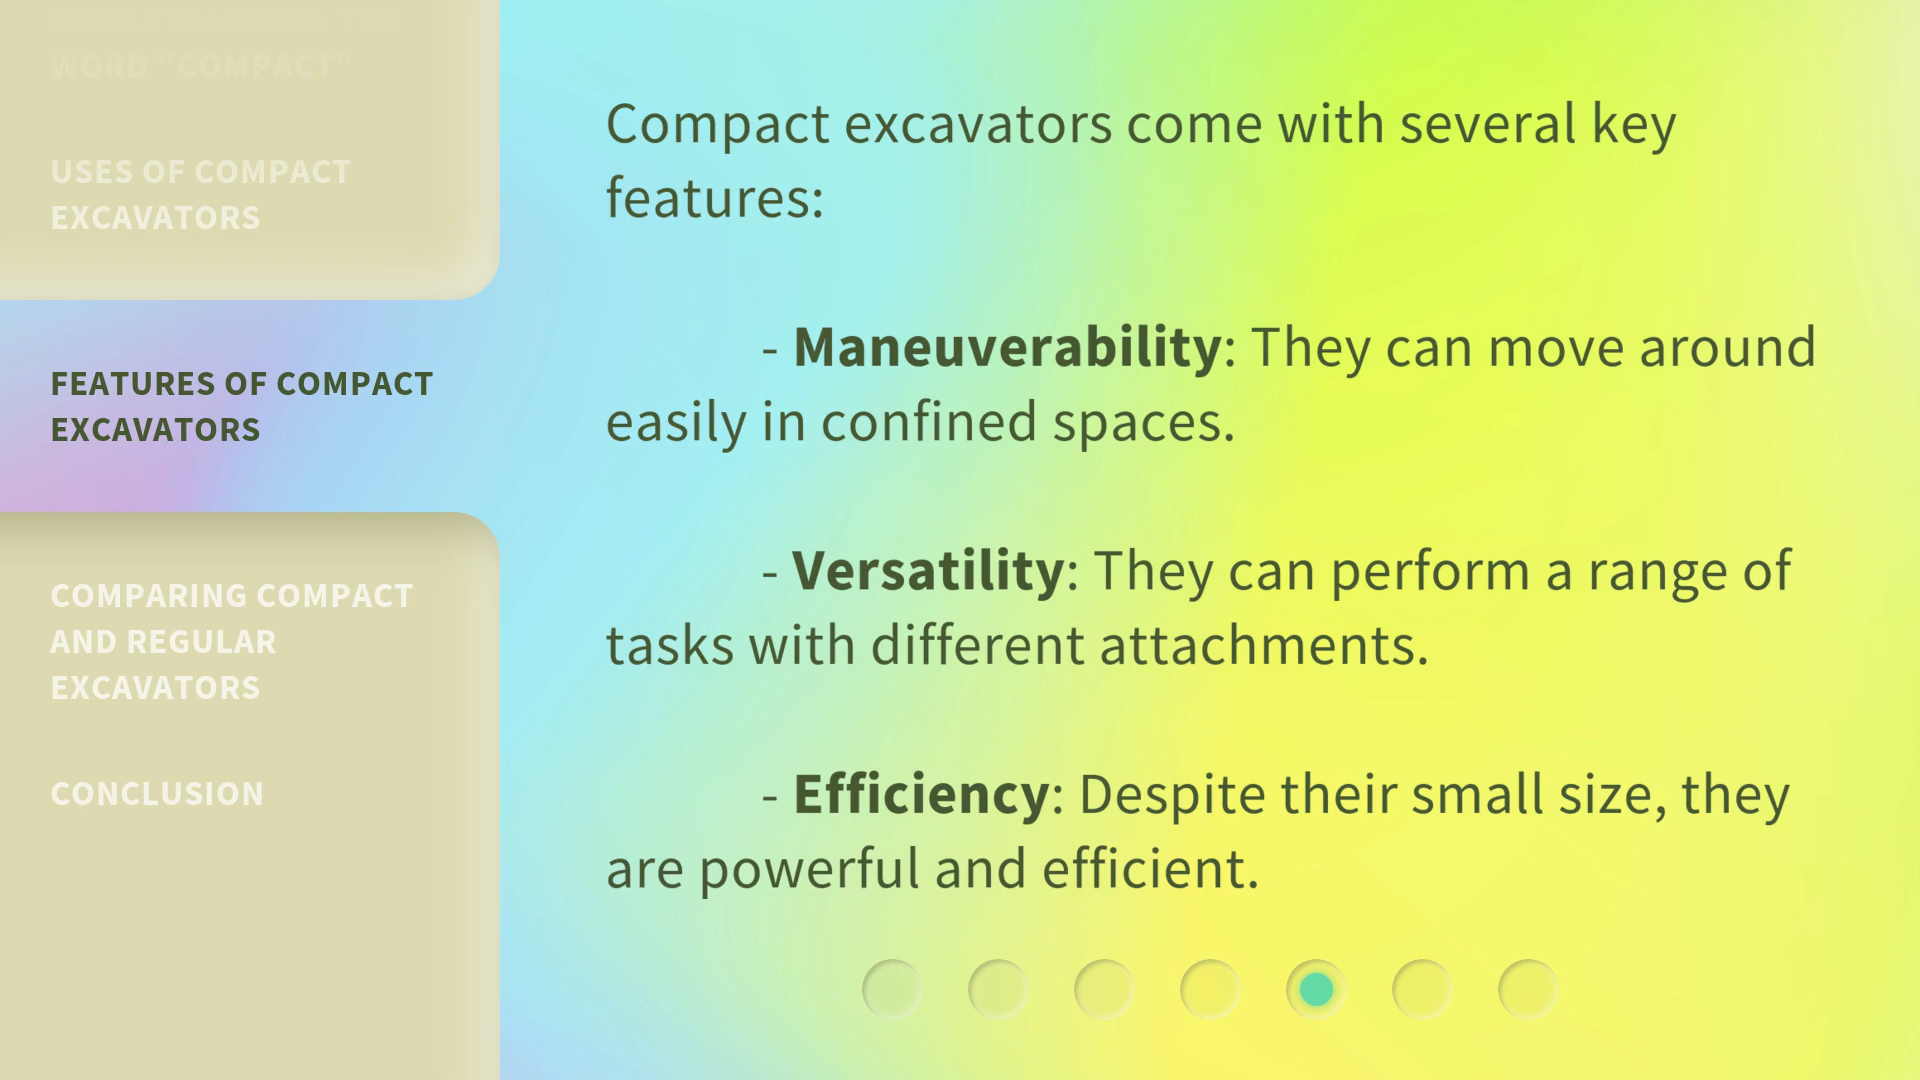 WORD "COMPACT"
USES OF COMPACT
EXCAVATORS
FEATURES OF COMPACT
EXCAVATORS
COMPARING COMPACT
AND REGULAR
EXCAVATORS
CONCLUSION
Compact excavators come with several key
features:
- Maneuverability: They can move around
easily in confined spaces.
- Versatility: They can perform a range of
tasks with different attachments.
- Efficiency: Despite their small size, they
are powerful and efficient.